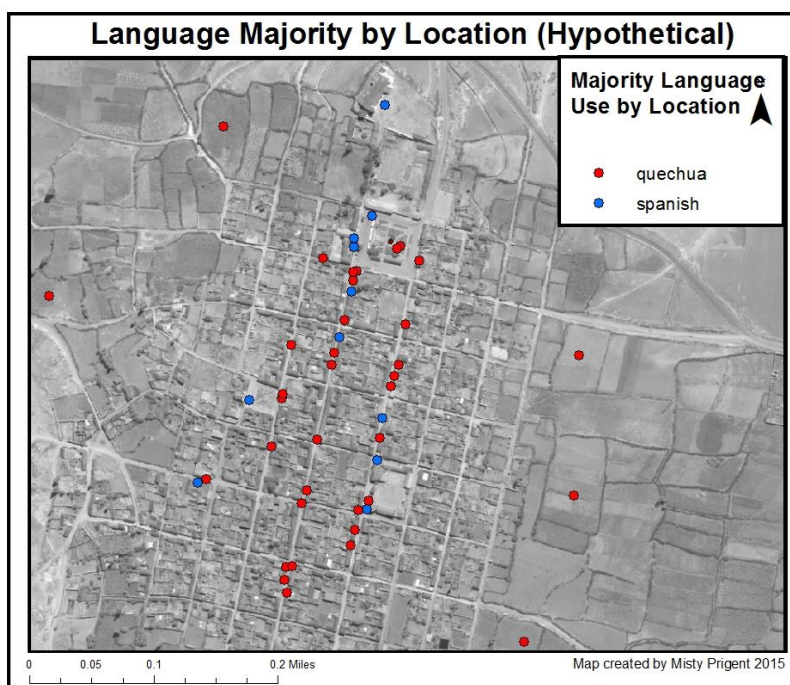 Language Majority by Location (Hypothetical)
Majority Language
Use by Location
quechua
spanish
0 0.05 0.1 0.2 Miles
Map created by Misty Prigent 2015